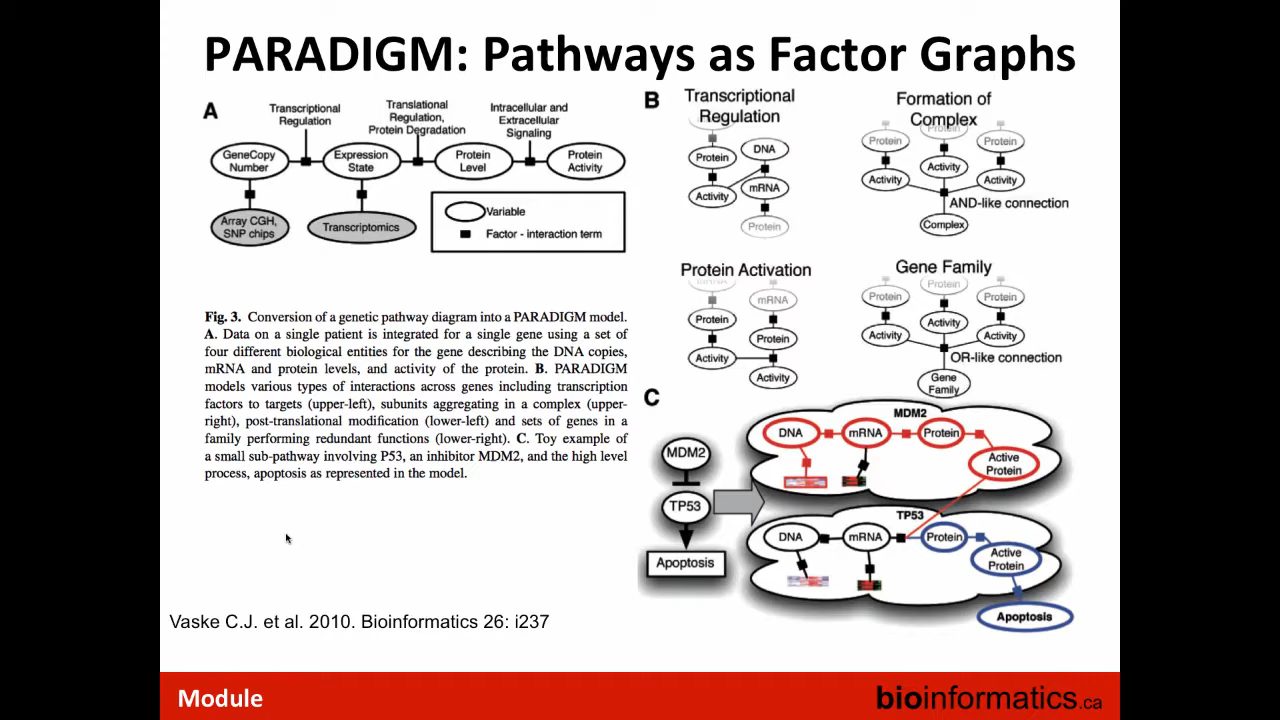 PARADIGM: Pathways as Factor Graphs
A
Transcriptional
Regulation
Translational
Regulation,
Protein Degradation
Intracellular and
Extracellular
Signaling
GeneCopy
Number
Expression
State
Protein
Level
Protein
Activity
Array CGH,
SNP chips
Transcriptomics
Variable
Factor - interaction term
Fig. 3. Conversion of a genetic pathway diagram into a PARADIGM model.
A. Data on a single patient is integrated for a single gene using a set of
four different biological entities for the gene describing the DNA copies,
mRNA and protein levels, and activity of the protein. B. PARADIGM
models various types of interactions across genes including transcription
factors to targets (upper-left), subunits aggregating in a complex (upper-
right), post-translational modification (lower-left) and sets of genes in a
family performing redundant functions (lower-right). C. Toy example of
a small sub-pathway involving P53, an inhibitor MDM2, and the high level
process, apoptosis as represented in the model.
Vaske C.J. et al. 2010. Bioinformatics 26: i237
B
Transcriptional
Regulation
Protein
DNA
Activity
mRNA
Protein
Formation of
Complex
Protein
Protein
Protein
Activity
Activity
Activity
AND-like connection
Complex
Protein Activation
mRNA
Protein
Protein
Activity
Activity
Gene Family
Protein
Protein
Protein
Activity
Activity
Activity
OR-like connection
Gene
Family
C
MDM2
TP53
Apoptosis
MDM2
DNA
mRNA
Protein
Active
Protein
TP53
DNA
mRNA
Protein
Active
Protein
Apoptosis
Module
bioinformatics.ca